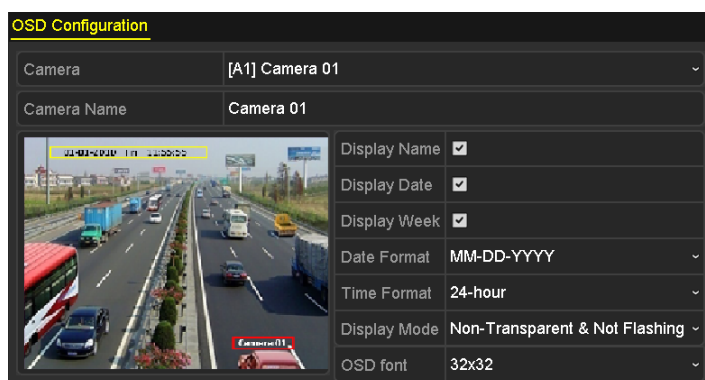 OSD Configuration
Camera [A1] Camera 01
Camera Name Camera 01
Display Name
Display Date
Display Week
Date Format MM-DD-YYYY
Time Format 24-hour
Display Mode Non-Transparent & Not Flashing
OSD font 32x32
Camera01